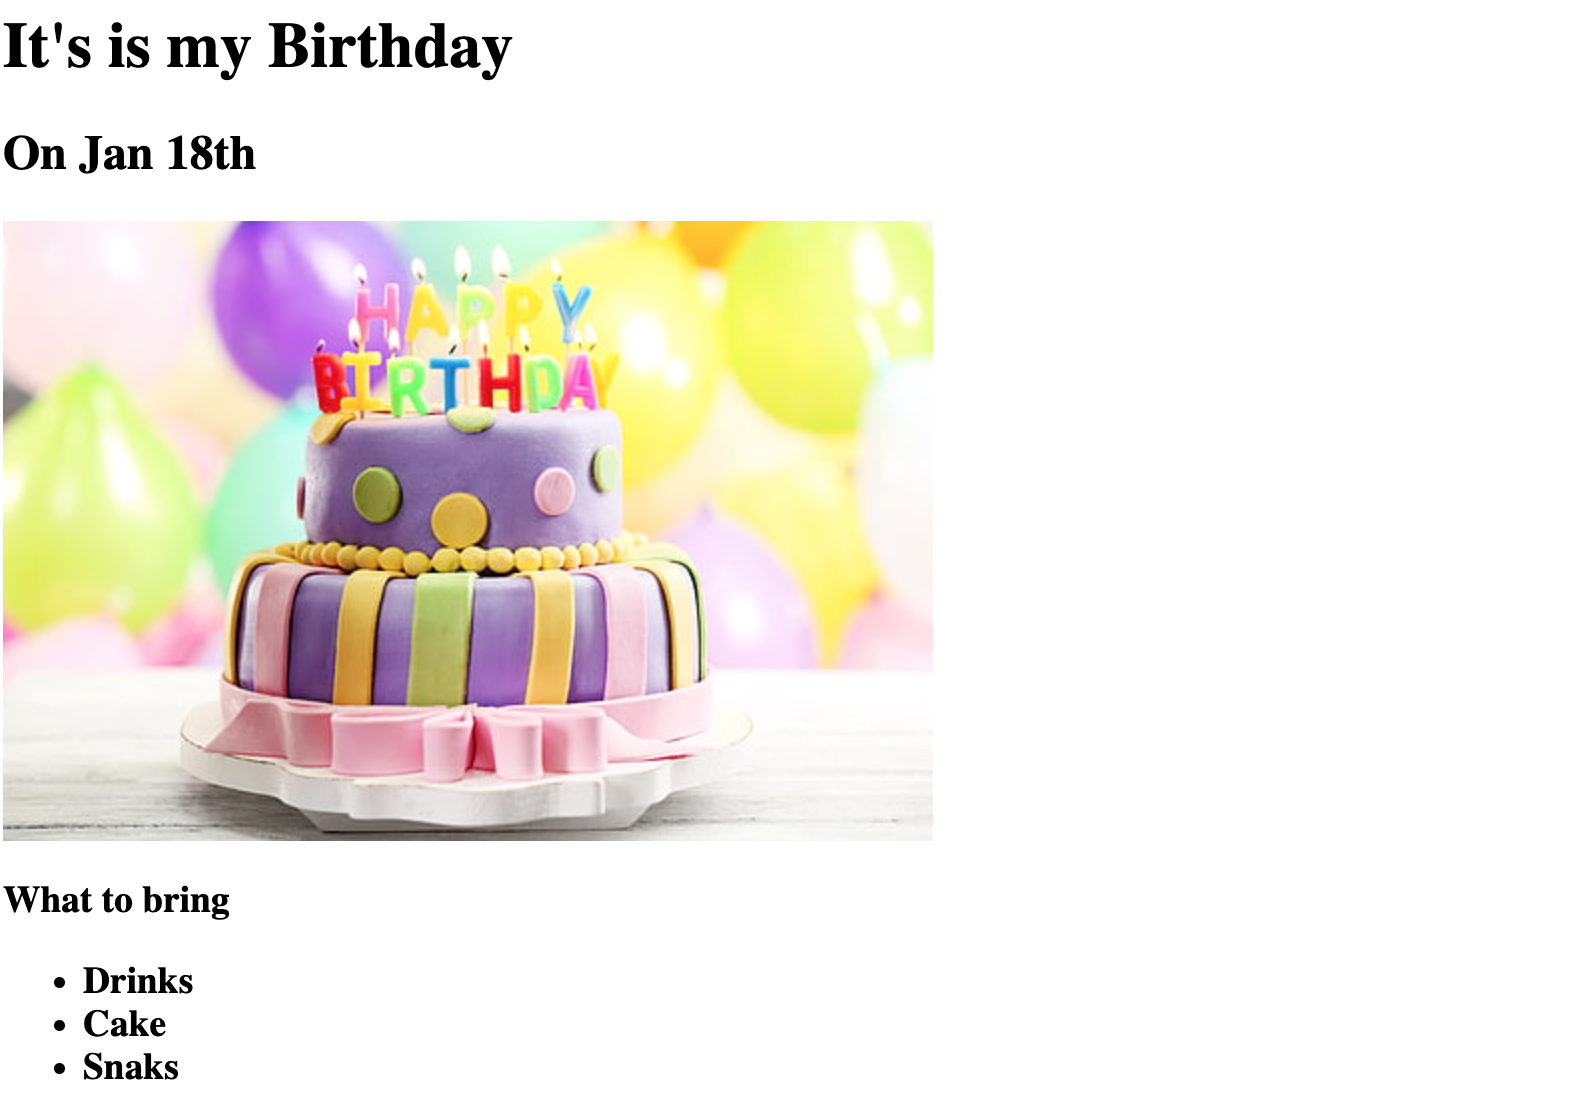 It's is my Birthday
On Jan 18th
HAPPY
BIRTHDAY
What to bring
Drinks
Cake
Snaks